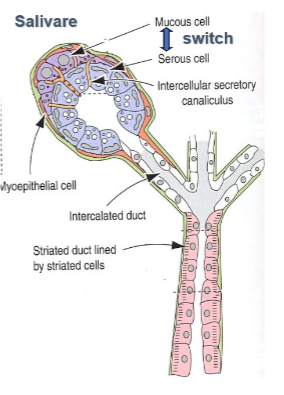 Salivare
Mucous cell
switch
Serous cell
Intercellular secretory
canaliculus
Myoepithelial cell
Intercalated duct
Striated duct lined
by striated cells